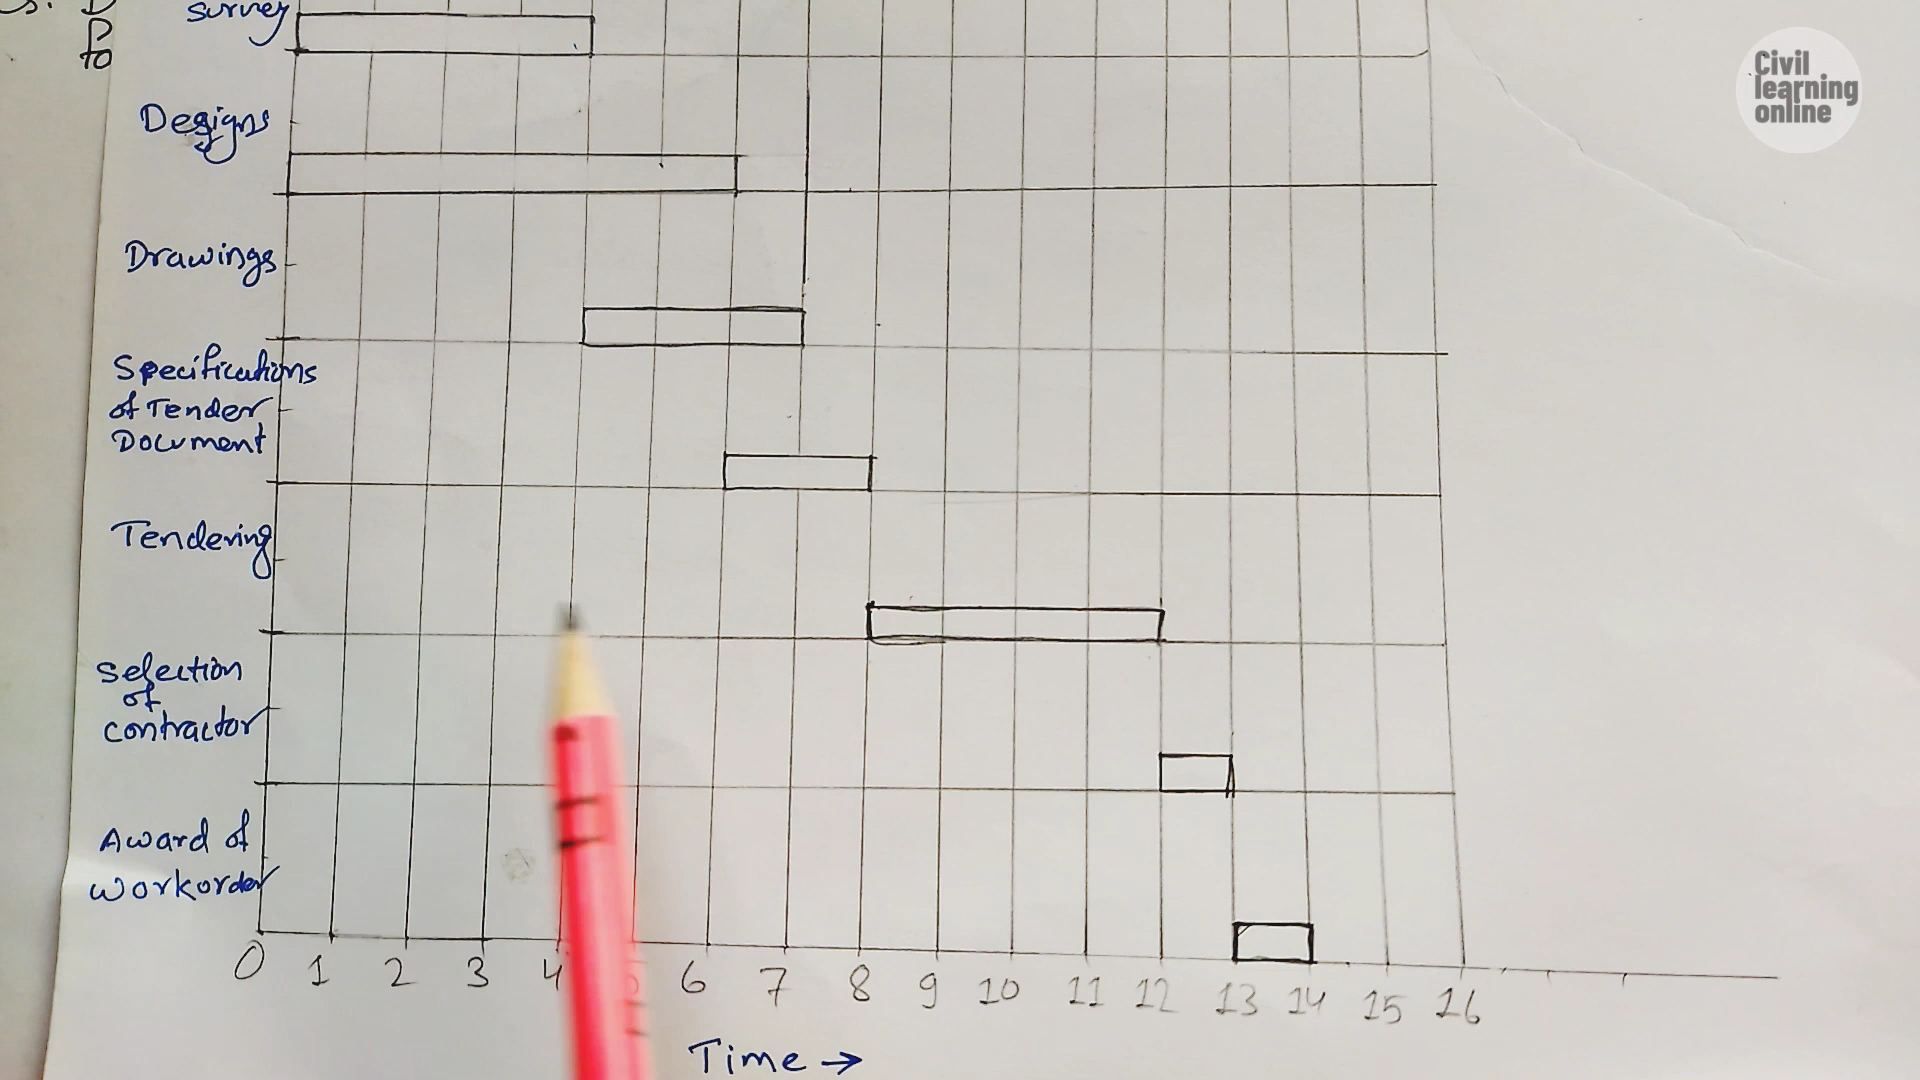 Survey
Designs
Drawings
Specifications
of Tender
Document
Tendering
Selection
of
contractor
Award of
workorder
0 1 2 3 4 5 6 7 8 9 10 11 12 13 14 15 16
Time →
Civil
learning
online